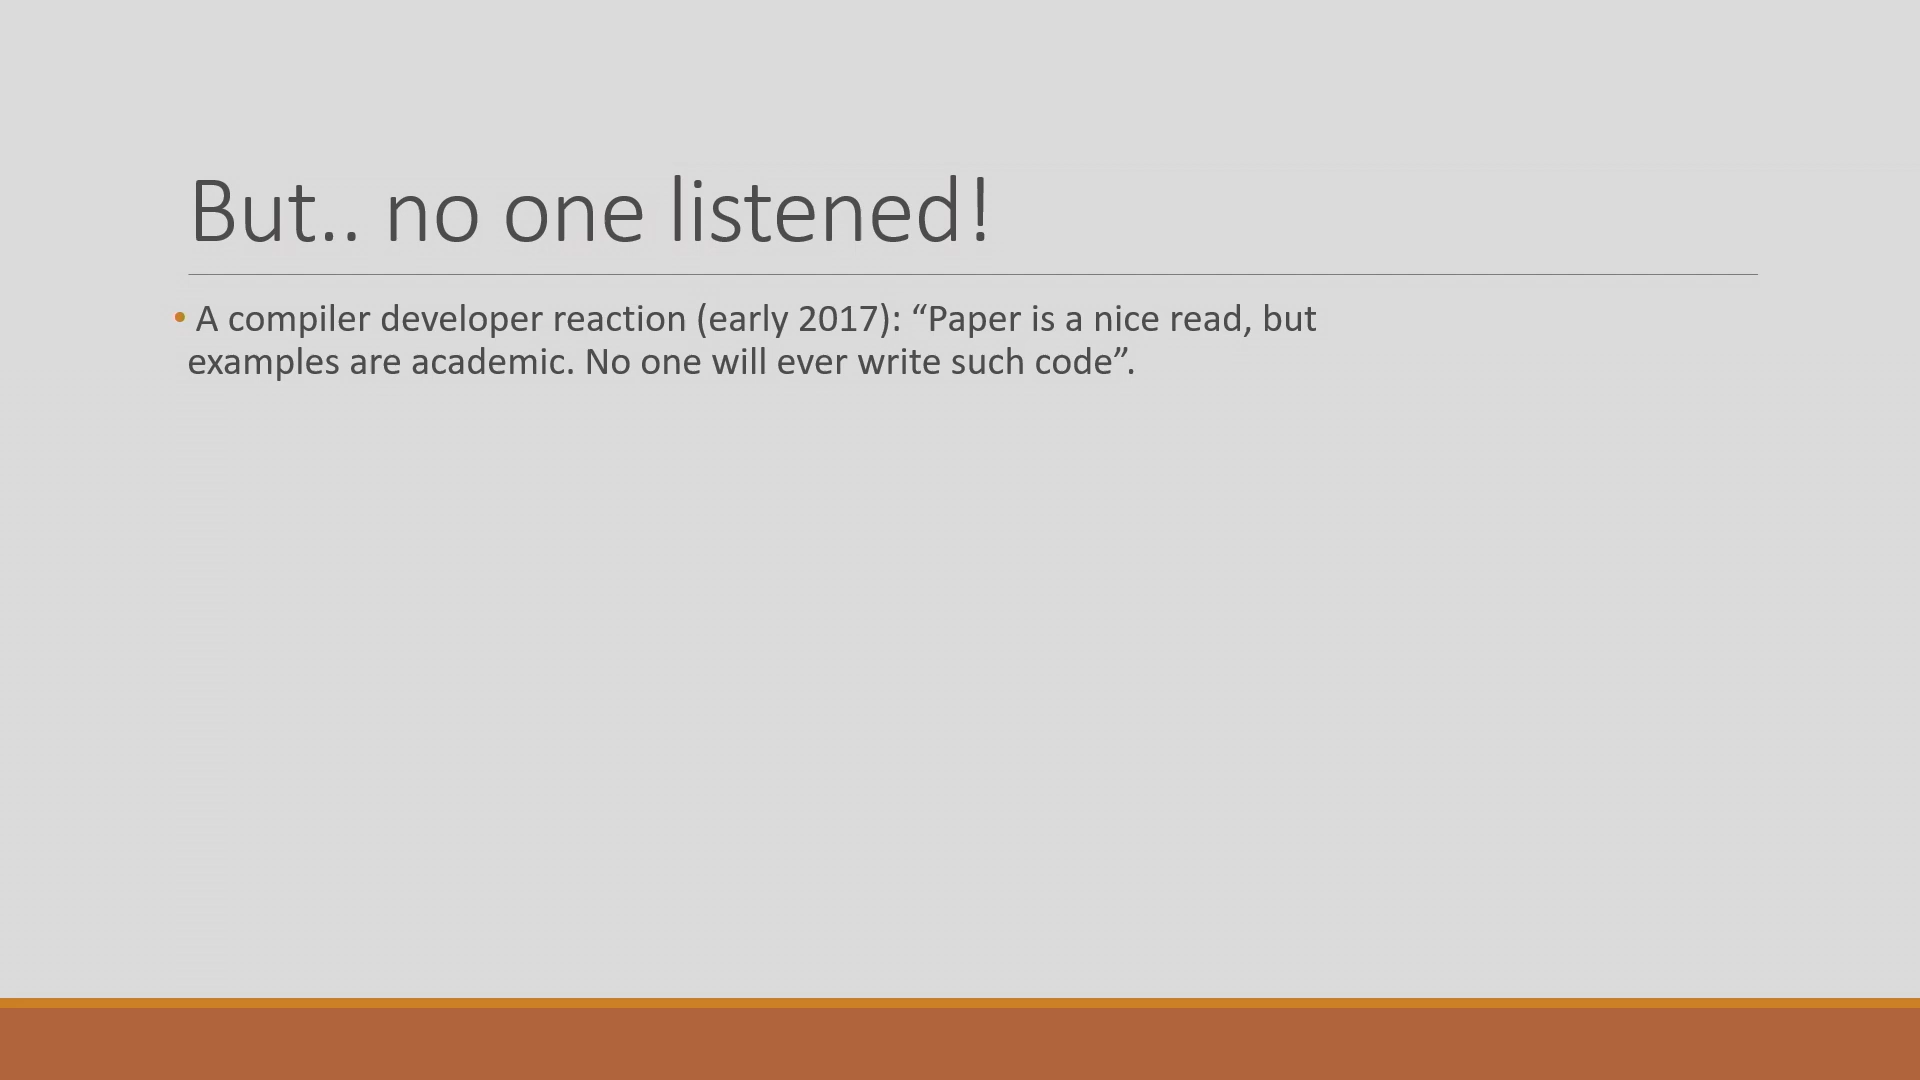 But.. no one listened!
• A compiler developer reaction (early 2017): “Paper is a nice read, but
examples are academic. No one will ever write such code”.